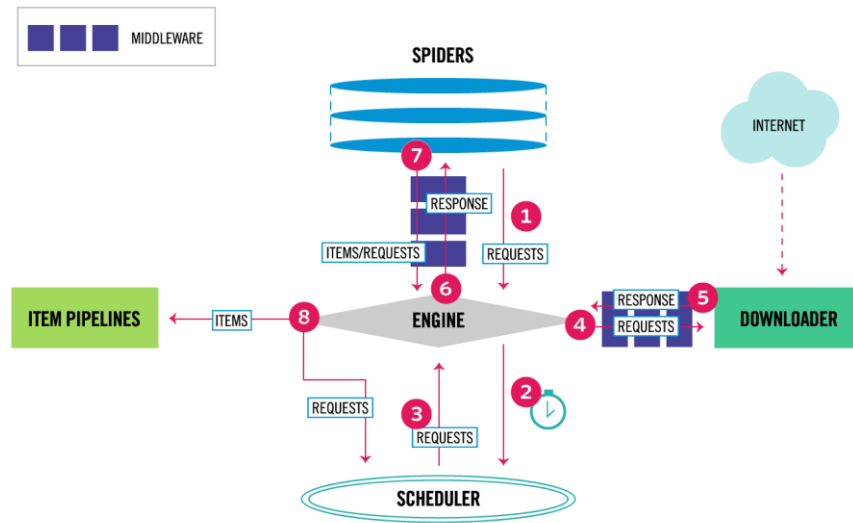 MIDDLEWARE
SPIDERS
INTERNET
7
RESPONSE
1
ITEMS/REQUESTS
REQUESTS
6
5
RESPONSE
ITEM PIPELINES
ITEMS
8
ENGINE
4
REQUESTS
DOWNLOADER
2
REQUESTS
3
REQUESTS
SCHEDULER